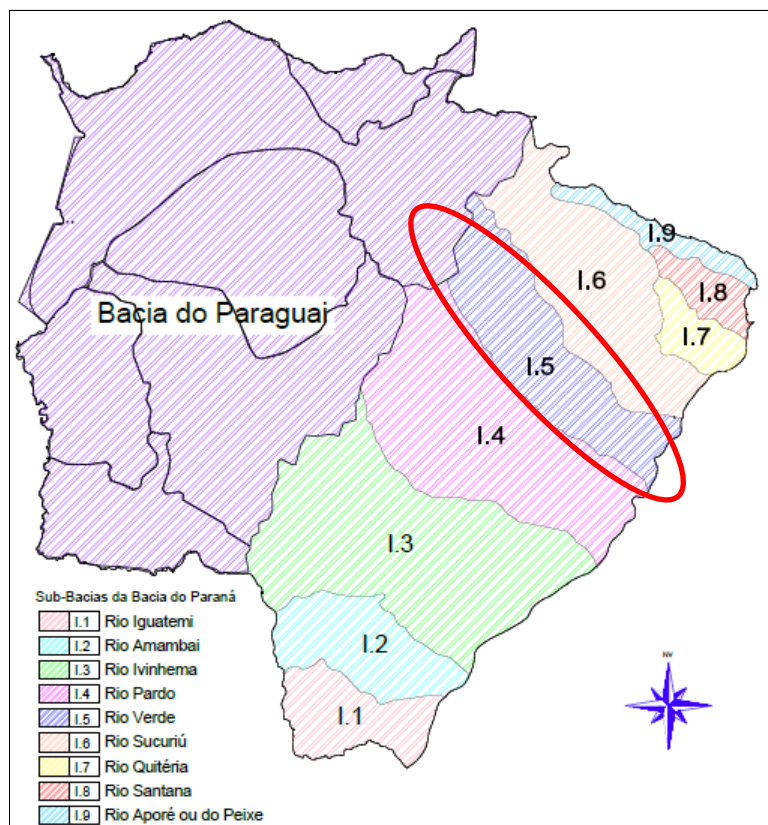 I.9
I.6
I.8
Bacia do Paraguai
I.7
I.5
I.4
I.3
Sub-Bacias da Bacia do Paraná
I.1 Rio Iguatemi
I.2 Rio Amambai
I.3 Rio Ivinhema
I.4 Rio Pardo
I.5 Rio Verde
I.6 Rio Sucuriú
I.7 Rio Quitéria
I.8 Rio Santana
I.9 Rio Aporé ou do Peixe
I.2
I.1